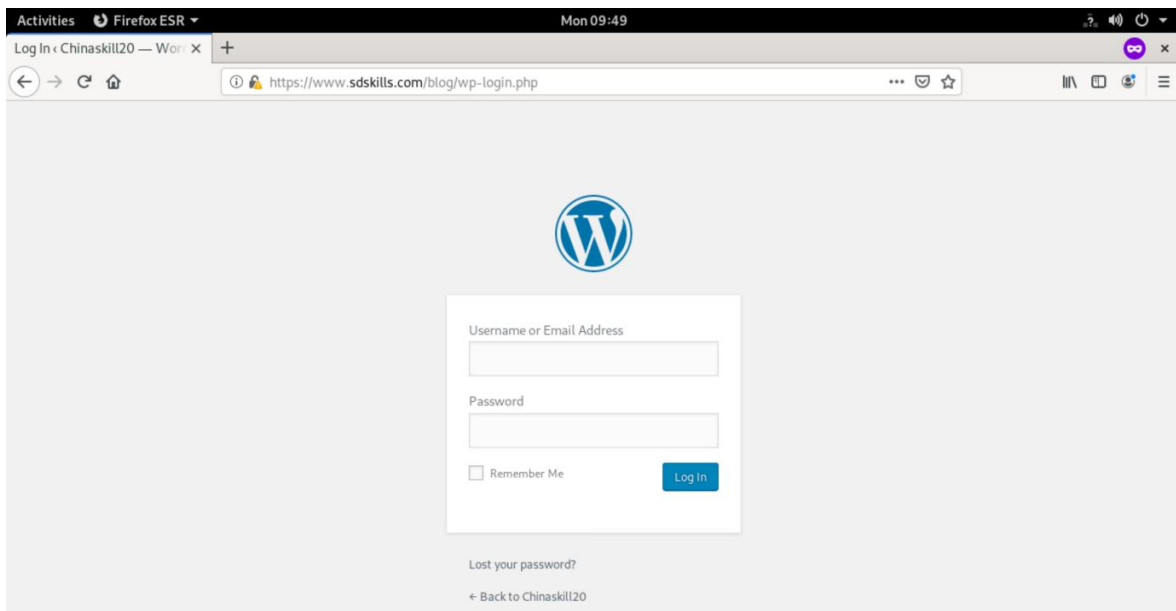 Activities Firefox ESR Mon 09:49
Log In ‹ Chinaskill20 — Wor
https://www.sdskills.com/blog/wp-login.php
Username or Email Address
Password
Remember Me Log In
Lost your password?
← Back to Chinaskill20